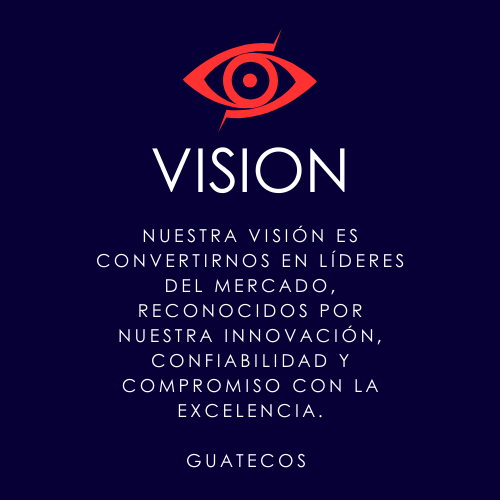 VISION
NUESTRA VISIÓN ES
CONVERTIRNOS EN LÍDERES
DEL MERCADO,
RECONOCIDOS POR
NUESTRA INNOVACIÓN,
CONFIABILIDAD Y
COMPROMISO CON LA
EXCELENCIA.
GUATECOS